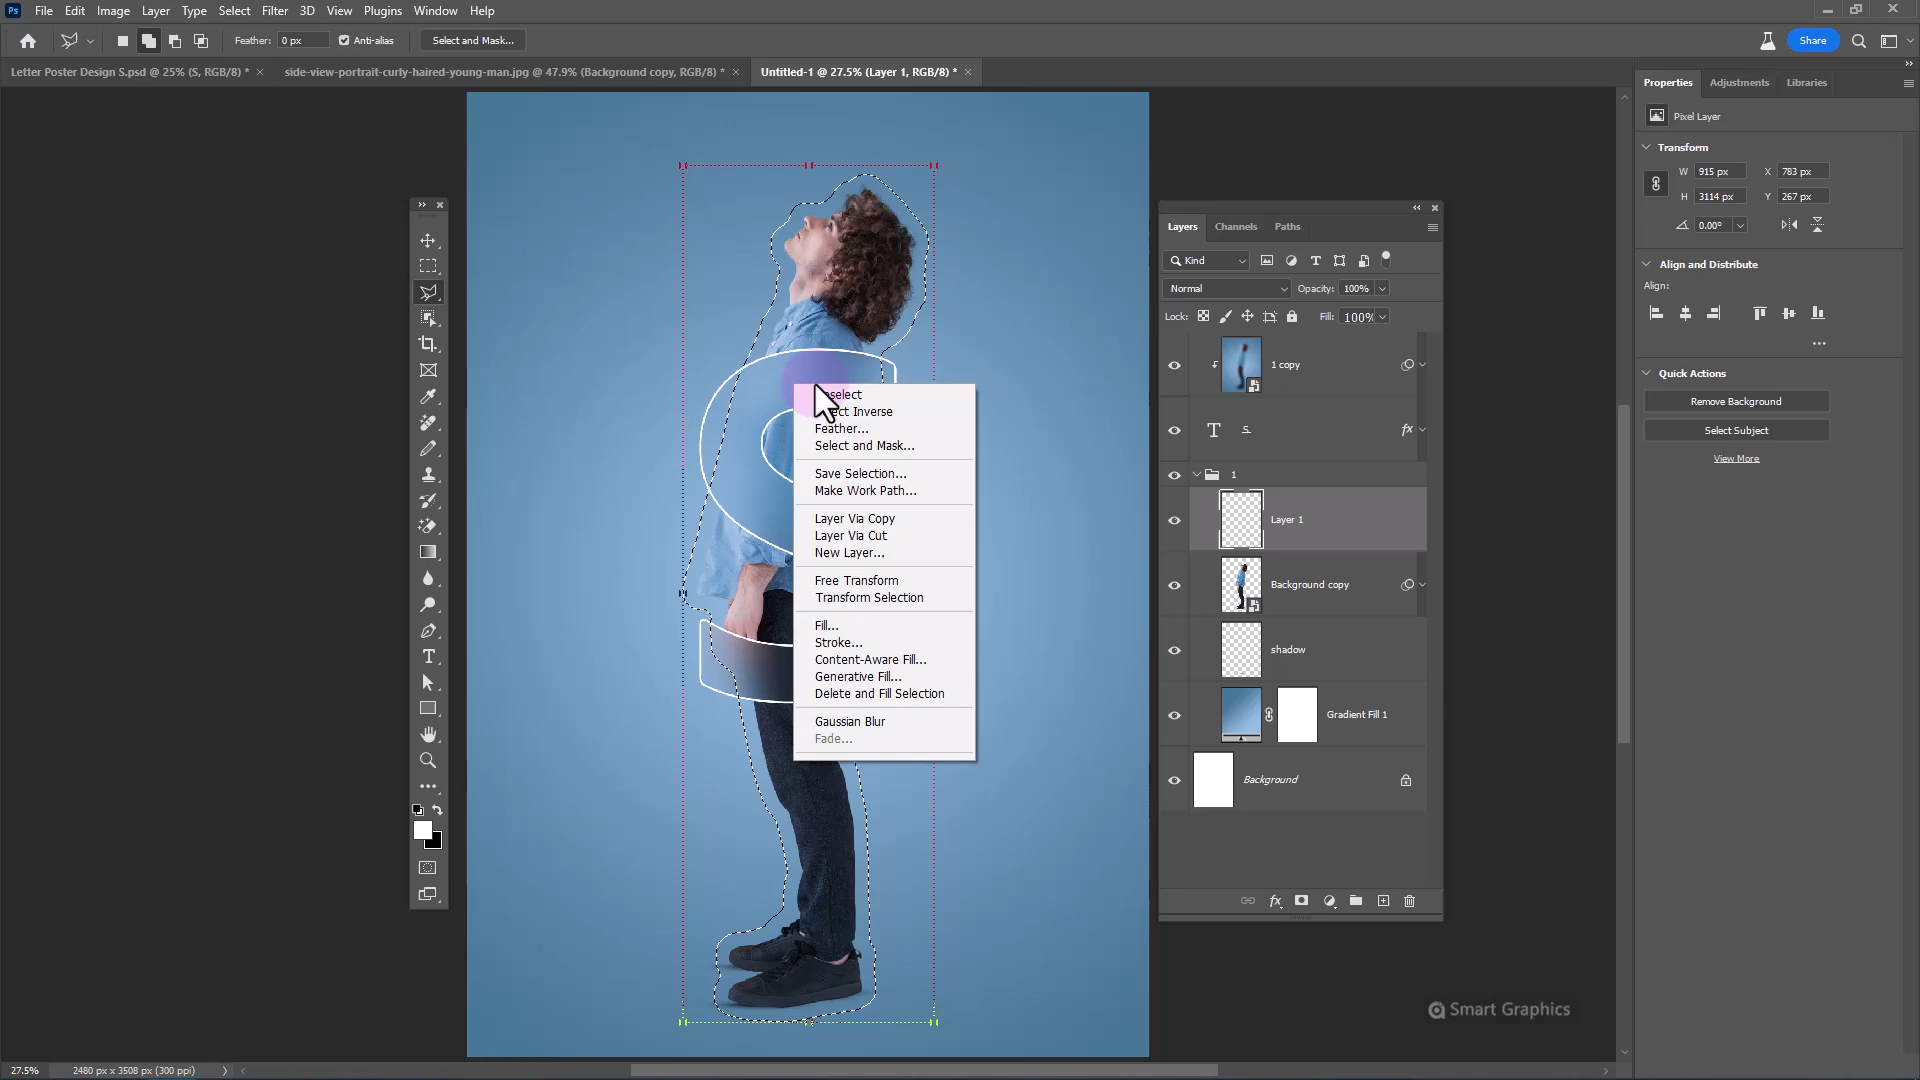 Ps File Edit Image Layer Type Select Filter 3D View Plugins Window Help
Feather: 0 px Anti-alias Select and Mask... Share
Letter Poster Design S.psd @ 25% (S, RGB/8) * × side-view-portrait-curly-haired-young-man.jpg @ 47.9% (Background copy, RGB/8) * × Untitled-1 @ 27.5% (Layer 1, RGB/8) * ×
Properties Adjustments Libraries
Pixel Layer
Transform
W 915 px X 783 px
H 3114 px Y 267 px
0.00°
Align and Distribute
Align:
Quick Actions
Remove Background
Select Subject
View More
Layers Channels Paths
Kind
Normal Opacity: 100%
Lock: Fill: 100%
1 copy
T S fx
1
Layer 1
Background copy
shadow
Gradient Fill 1
Background
fx
select
ct Inverse
Feather...
Select and Mask...
Save Selection...
Make Work Path...
Layer Via Copy
Layer Via Cut
New Layer...
Free Transform
Transform Selection
Fill...
Stroke...
Content-Aware Fill...
Generative Fill...
Delete and Fill Selection
Gaussian Blur
Fade...
Smart Graphics
27.5% 2480 px x 3508 px (300 ppi)